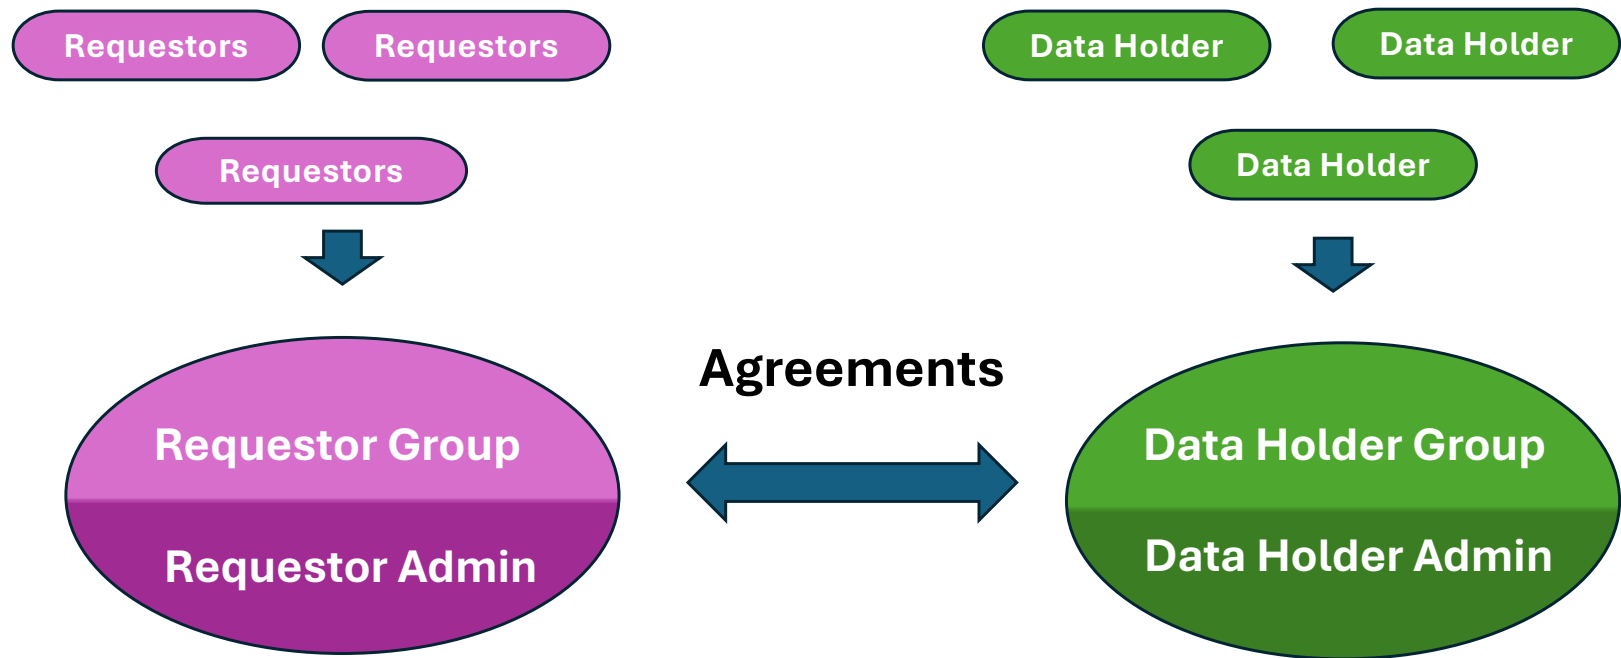 Requestors
Requestors
Requestors
Data Holder
Data Holder
Data Holder
Agreements
Requestor Group
Requestor Admin
Data Holder Group
Data Holder Admin